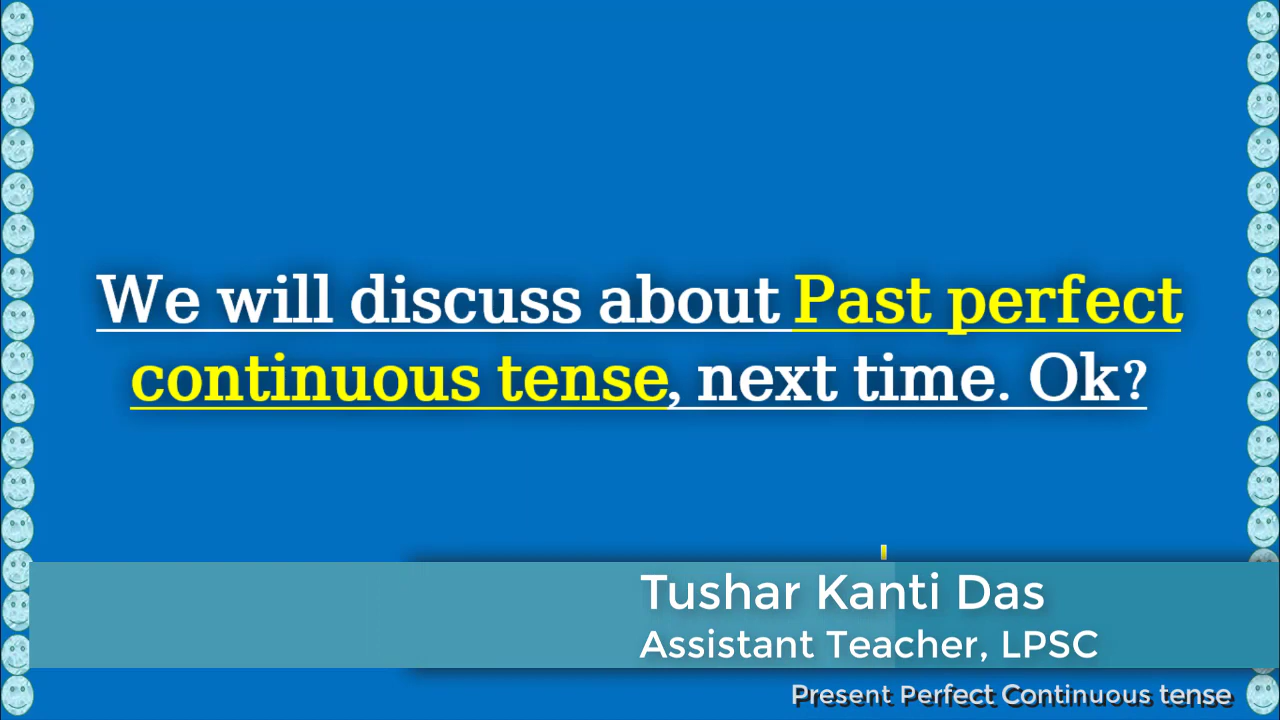 We will discuss about Past perfect
continuous tense, next time. Ok?
Tushar Kanti Das
Assistant Teacher, LPSC
Present Perfect Continuous tense